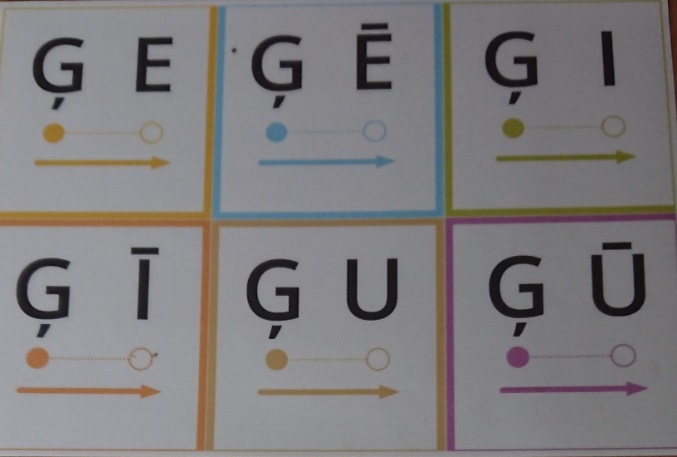 Ģ E
Ģ Ē
Ģ I
Ģ Ī
Ģ U
Ģ Ū